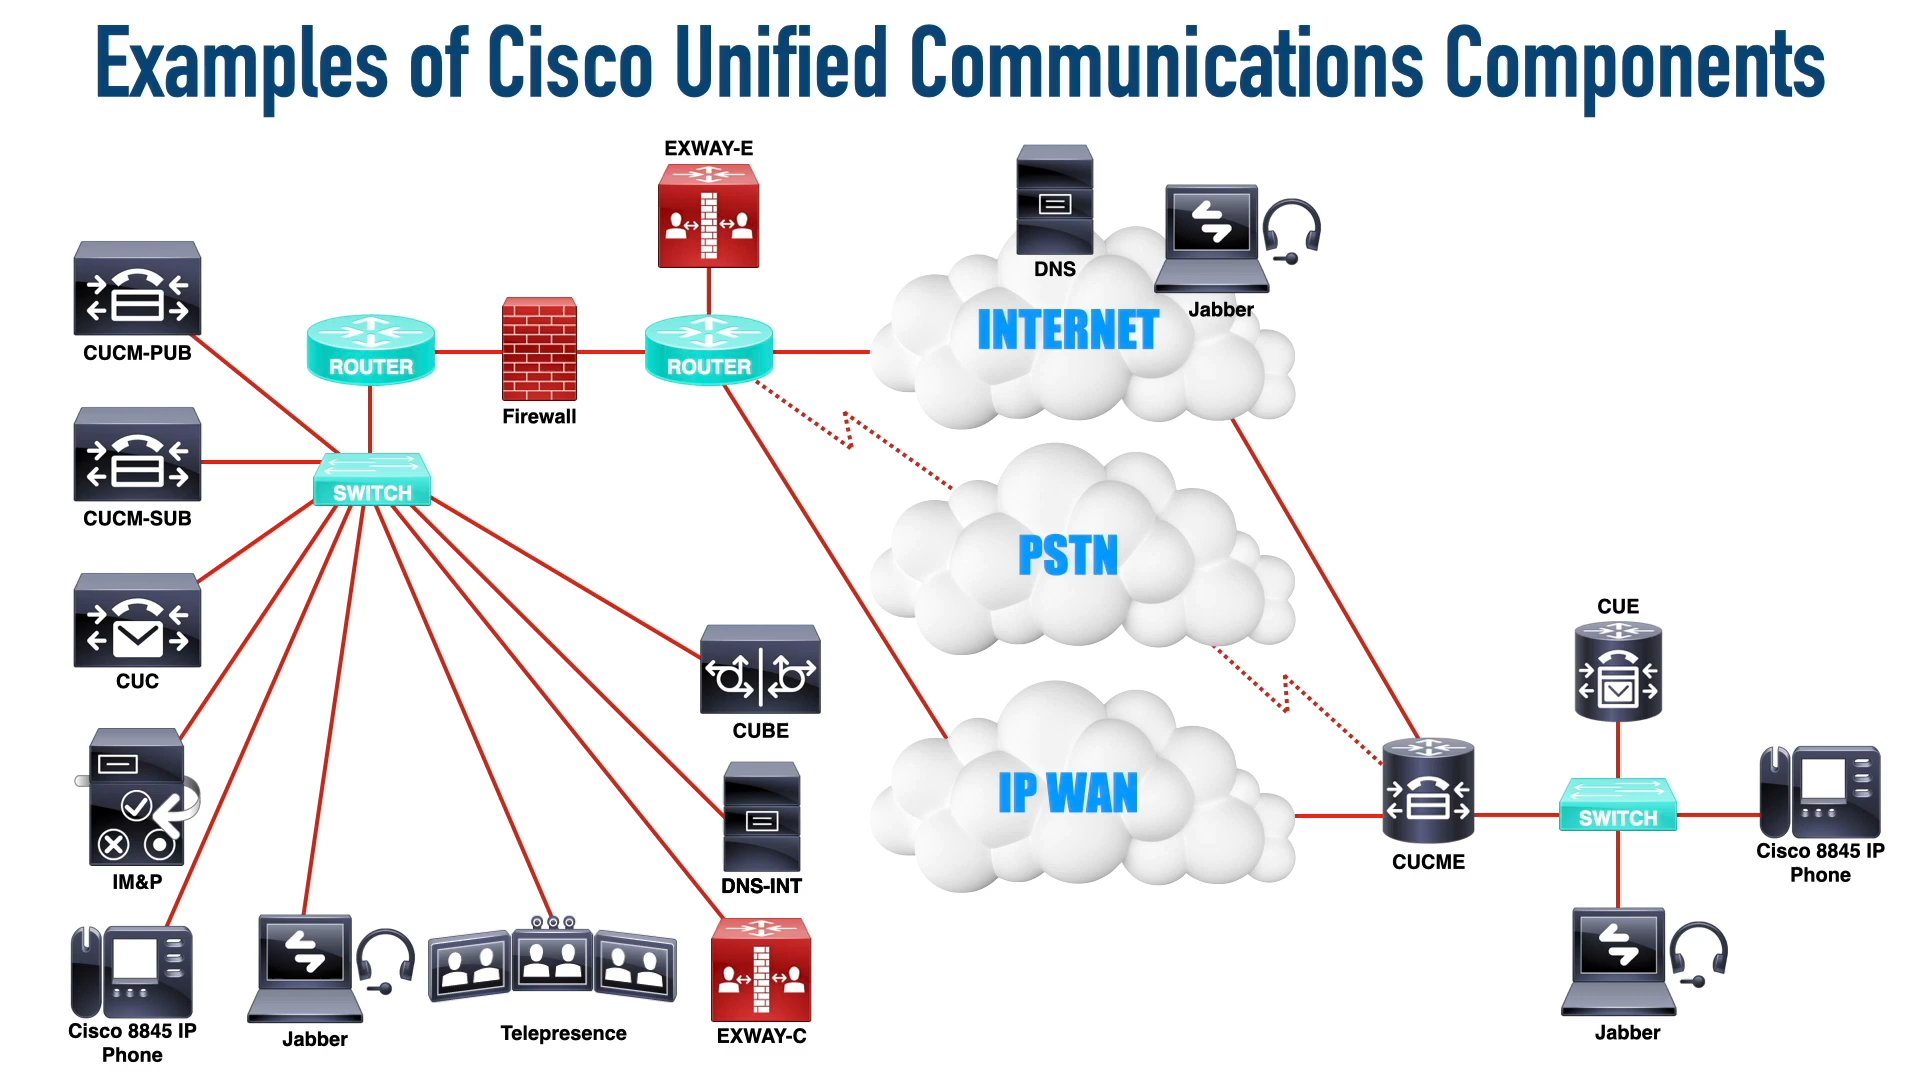 Examples of Cisco Unified Communications Components
EXWAY-E
DNS
Jabber
INTERNET
CUCM-PUB
ROUTER
Firewall
ROUTER
CUCM-SUB
SWITCH
PSTN
CUC
CUBE
CUE
IM&P
DNS-INT
IP WAN
CUCME
SWITCH
Cisco 8845 IP
Phone
Cisco 8845 IP
Phone
Jabber
Telepresence
EXWAY-C
Jabber